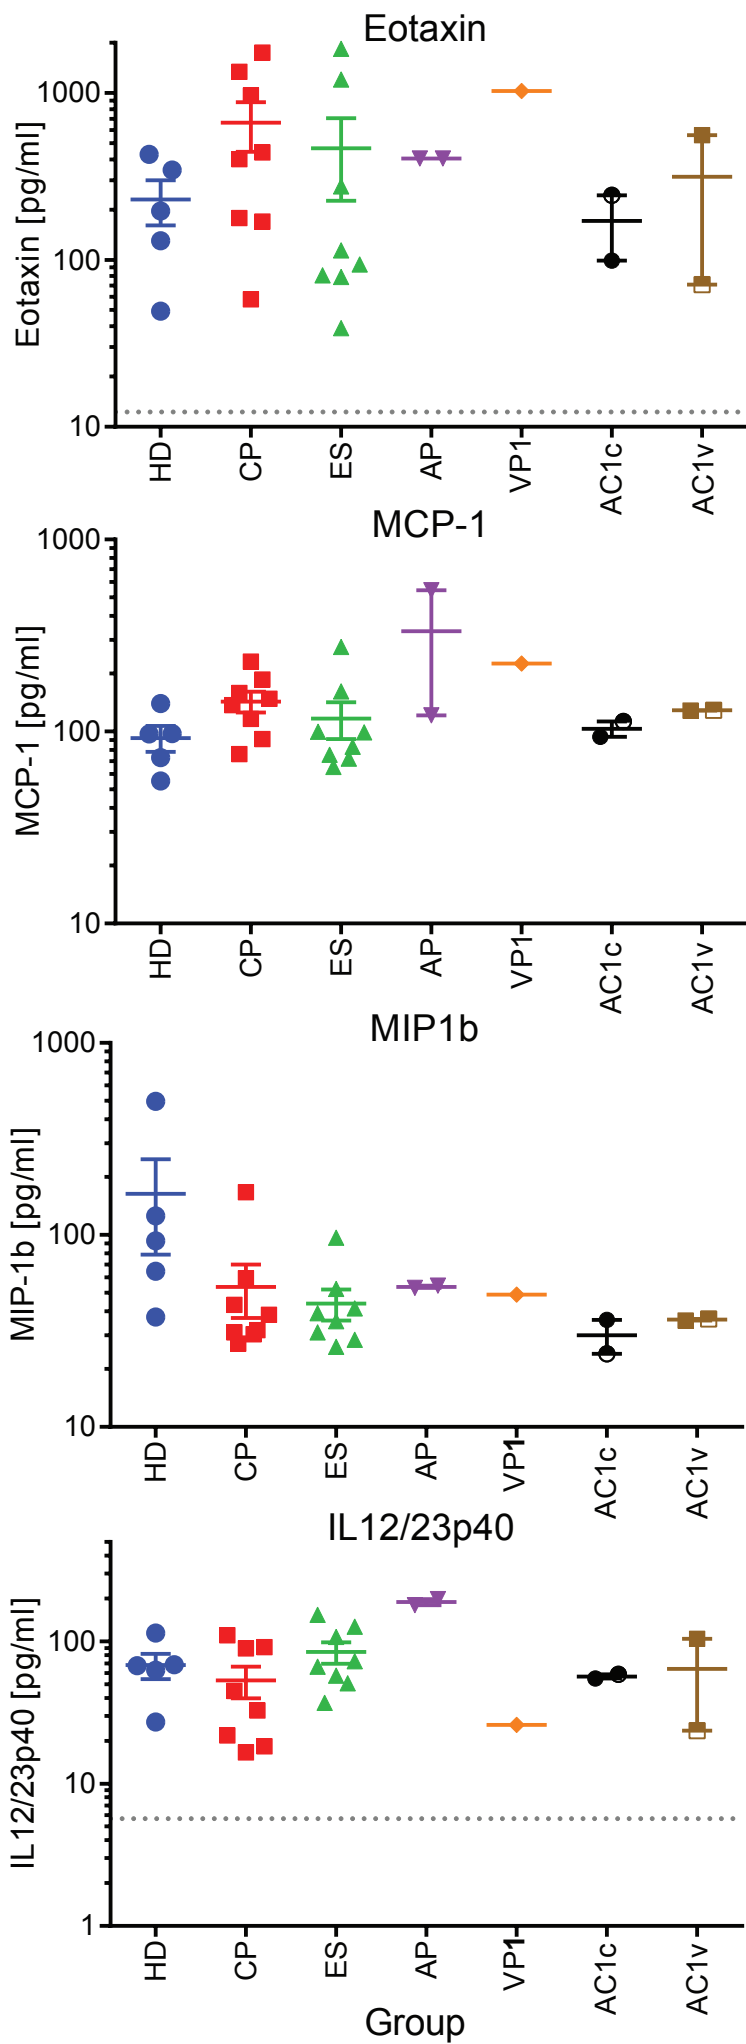 Eotaxin
Eotaxin [pg/ml]
1000
100
10
HD CP ES AP VP1 AC1c AC1v
MCP-1
MCP-1 [pg/ml]
1000
100
10
HD CP ES AP VP1 AC1c AC1v
MIP1b
MIP-1b [pg/ml]
1000
100
10
HD CP ES AP VP1 AC1c AC1v
IL12/23p40
IL12/23p40 [pg/ml]
100
10
1
HD CP ES AP VP1 AC1c AC1v
Group